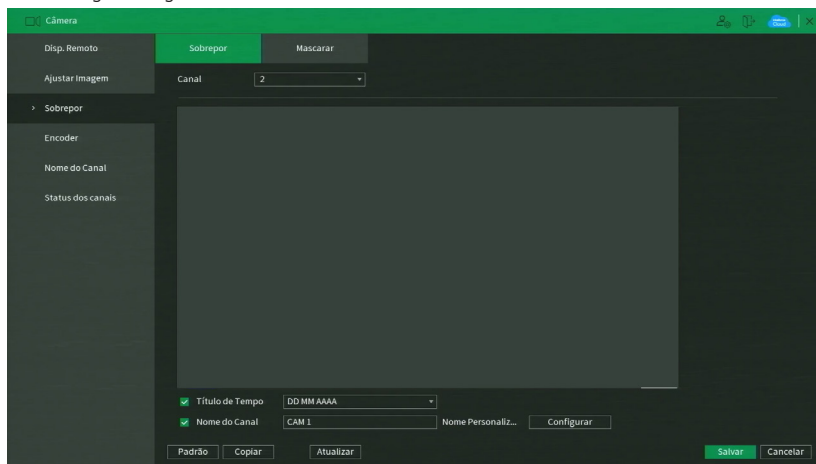 Câmera
Disp. Remoto
Sobrepor
Mascarar
Ajustar Imagem
Canal
2
Sobrepor
Encoder
Nome do Canal
Status dos canais
Título de Tempo
DD MM AAAA
Nome do Canal
CAM 1
Nome Personaliz...
Configurar
Padrão
Copiar
Atualizar
Salvar
Cancelar